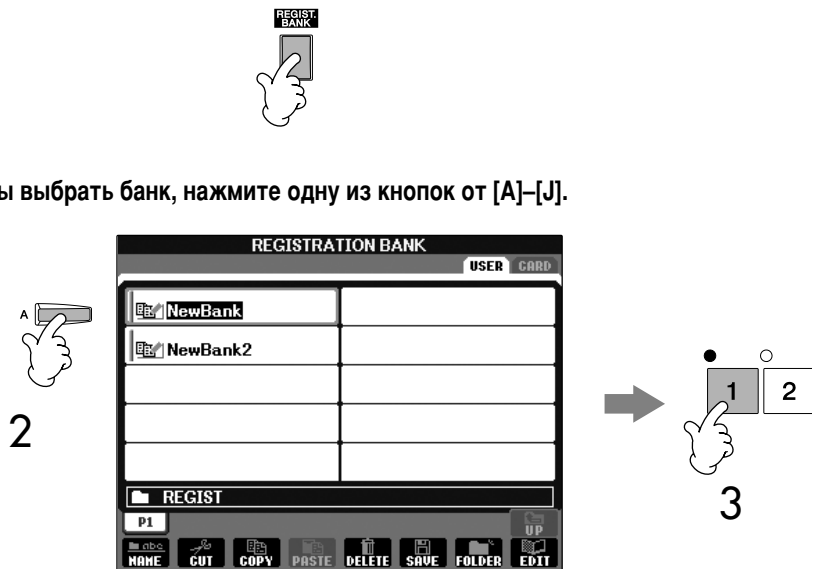 REGIST.
BANK
ы выбрать банк, нажмите одну из кнопок от [A]–[J].
REGISTRATION BANK
USER CARD
A
NewBank
NewBank2
1 2
2
3
REGIST
P1
UP
abc
NAME CUT COPY PASTE DELETE SAVE FOLDER EDIT